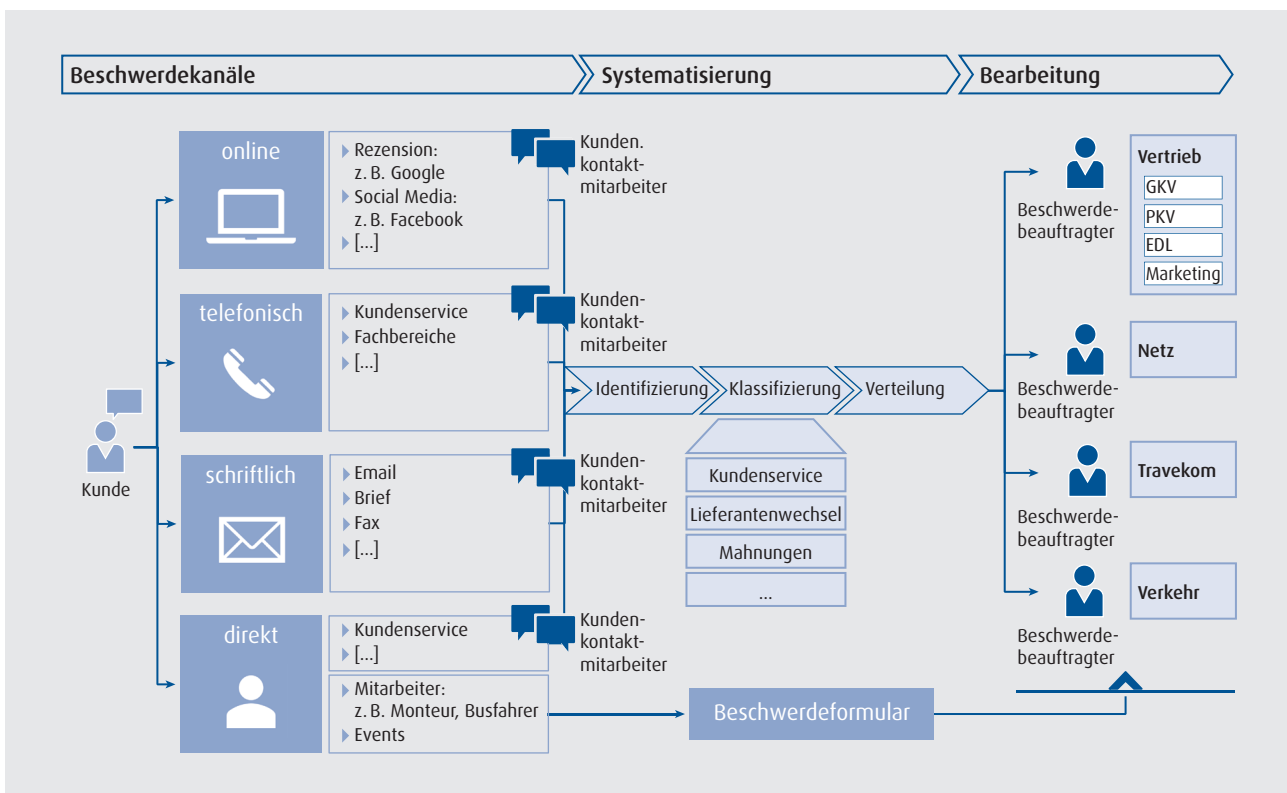 Beschwerdekanäle
Systematisierung
Bearbeitung
Kunde
online
Rezension:
z. B. Google
Social Media:
z. B. Facebook
[...]
Kunden.
kontakt-
mitarbeiter
telefonisch
Kundenservice
Fachbereiche
[...]
Kunden-
kontakt-
mitarbeiter
schriftlich
Email
Brief
Fax
[...]
Kunden-
kontakt-
mitarbeiter
direkt
Kundenservice
[...]
Kunden-
kontakt-
mitarbeiter
Mitarbeiter:
z. B. Monteur, Busfahrer
Events
Identifizierung
Klassifizierung
Verteilung
Kundenservice
Lieferantenwechsel
Mahnungen
...
Beschwerdeformular
Beschwerde-
beauftragter
Vertrieb
GKV
PKV
EDL
Marketing
Beschwerde-
beauftragter
Netz
Beschwerde-
beauftragter
Travekom
Beschwerde-
beauftragter
Verkehr